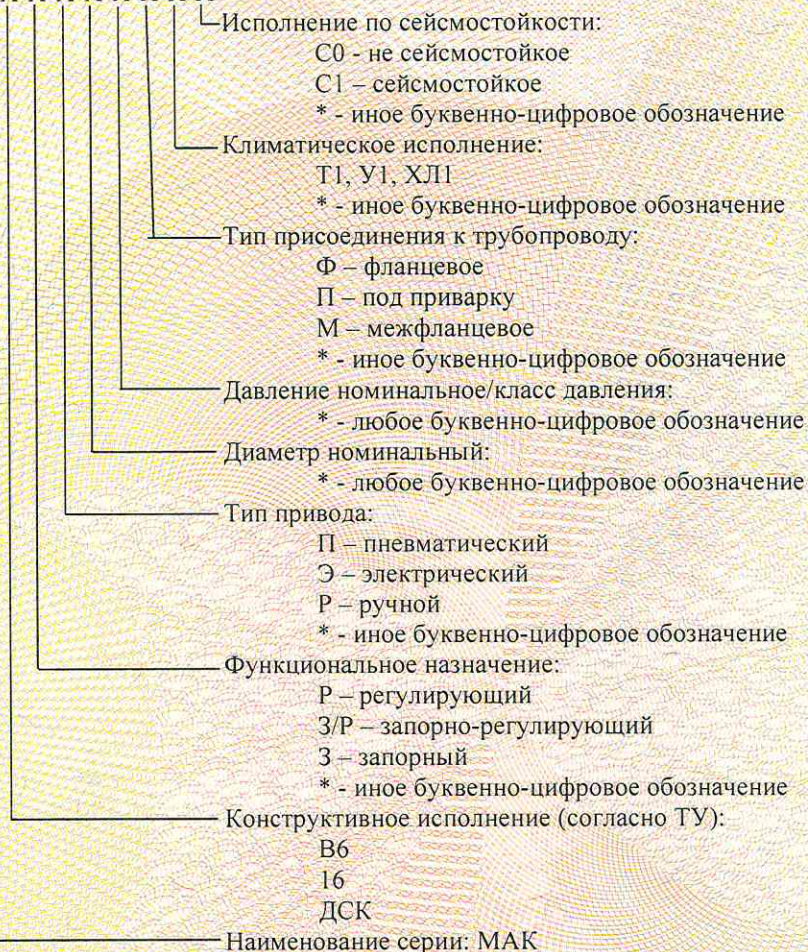 Исполнение по сейсмостойкости:
С0 - не сейсмостойкое
С1 – сейсмостойкое
* - иное буквенно-цифровое обозначение
Климатическое исполнение:
Т1, У1, ХЛ1
* - иное буквенно-цифровое обозначение
Тип присоединения к трубопроводу:
Ф – фланцевое
П – под приварку
М – межфланцевое
* - иное буквенно-цифровое обозначение
Давление номинальное/класс давления:
* - любое буквенно-цифровое обозначение
Диаметр номинальный:
* - любое буквенно-цифровое обозначение
Тип привода:
П – пневматический
Э – электрический
Р – ручной
* - иное буквенно-цифровое обозначение
Функциональное назначение:
Р – регулирующий
З/Р – запорно-регулирующий
З – запорный
* - иное буквенно-цифровое обозначение
Конструктивное исполнение (согласно ТУ):
В6
16
ДСК
Наименование серии: МАК